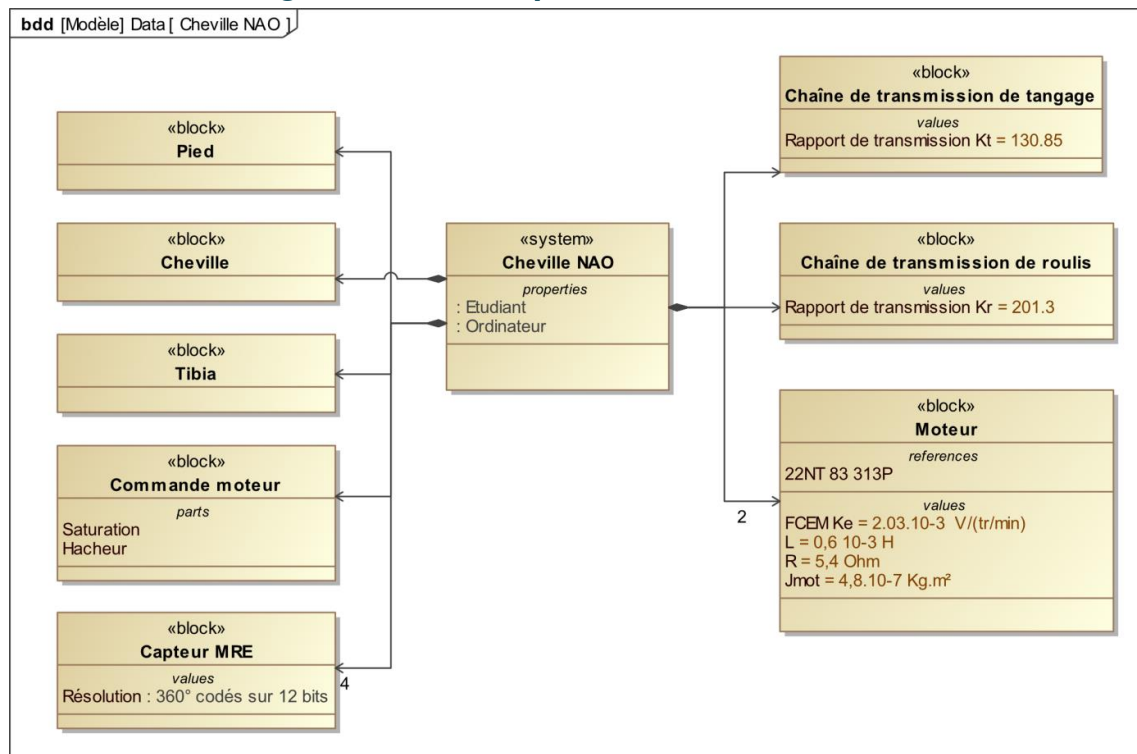 bdd [Modèle] Data [ Cheville NAO ]
«block»
Pied
«block»
Cheville
«block»
Tibia
«block»
Commande moteur
parts
Saturation
Hacheur
«block»
Capteur MRE
values
Résolution : 360° codés sur 12 bits
4
«system»
Cheville NAO
properties
: Etudiant
: Ordinateur
«block»
Chaîne de transmission de tangage
values
Rapport de transmission Kt = 130.85
«block»
Chaîne de transmission de roulis
values
Rapport de transmission Kr = 201.3
«block»
Moteur
references
22NT 83 313P
values
FCEM Ke = 2.03.10-3 V/(tr/min)
L = 0,6 10-3 H
R = 5,4 Ohm
Jmot = 4,8.10-7 Kg.m²
2